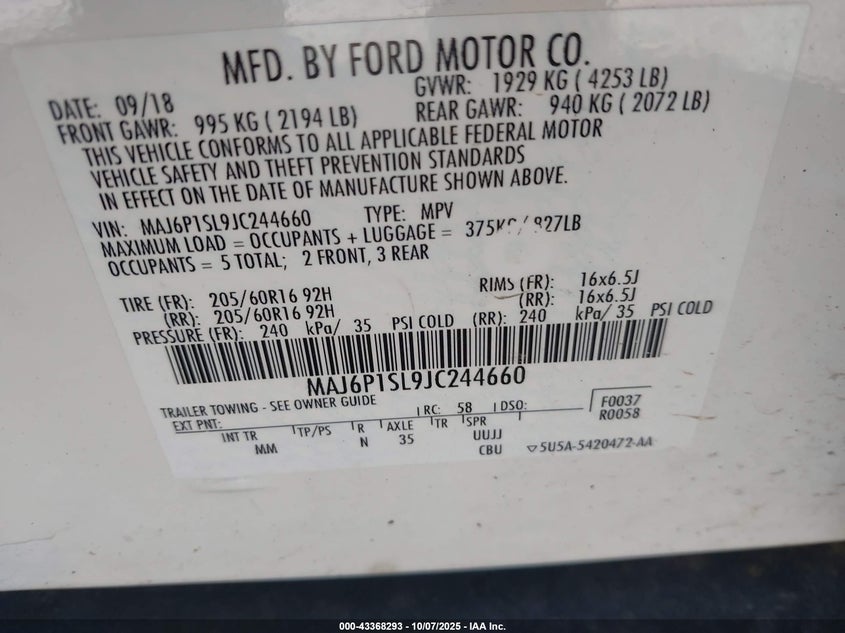 MFD. BY FORD MOTOR CO.
DATE: 09/18 GVWR: 1929 KG ( 4253 LB)
FRONT GAWR: 995 KG ( 2194 LB) REAR GAWR: 940 KG ( 2072 LB)
THIS VEHICLE CONFORMS TO ALL APPLICABLE FEDERAL MOTOR
VEHICLE SAFETY AND THEFT PREVENTION STANDARDS
IN EFFECT ON THE DATE OF MANUFACTURE SHOWN ABOVE.
VIN: MAJ6P1SL9JC244660 TYPE: MPV
MAXIMUM LOAD = OCCUPANTS + LUGGAGE = 375KG / 827LB
OCCUPANTS = 5 TOTAL; 2 FRONT, 3 REAR
TIRE (FR): 205/60R16 92H RIMS (FR): 16x6.5J
(RR): 205/60R16 92H (RR): 16x6.5J
PRESSURE (FR): 240 kPa/ 35 PSI COLD (RR): 240 kPa/ 35 PSI COLD
MAJ6P1SL9JC244660
TRAILER TOWING - SEE OWNER GUIDE RC: 58 DSO: F0037
EXT PNT: R0058
INT TR TP/PS R AXLE TR SPR
MM N 35 UUJJ
CBU 5U5A-5420472-AA
000-43368293 - 10/07/2025 - IAA Inc.